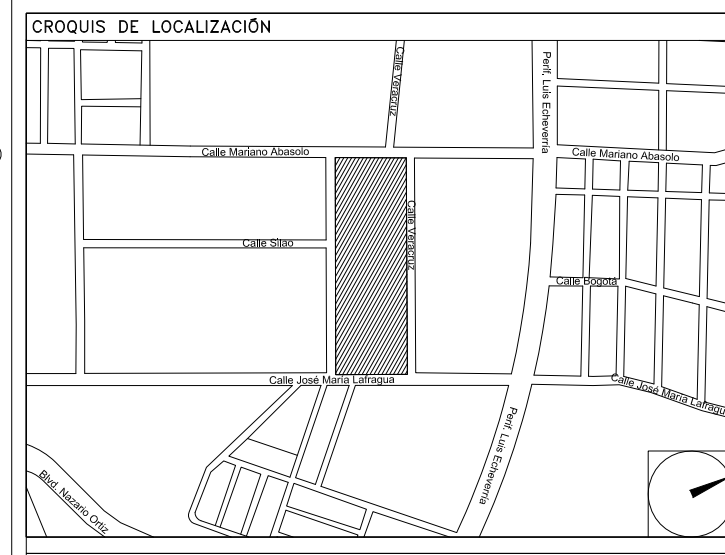 CROQUIS DE LOCALIZACIÓN
Calle Veracruz
Perif. Luis Echeverría
Calle Mariano Abasolo
Calle Mariano Abasolo
Calle Veracruz
Calle Silao
Calle Bogotá
Calle José María Lafragua
Calle José María Lafragu
Perif. Luis Echeverría
Blvd. Nazario Ortiz